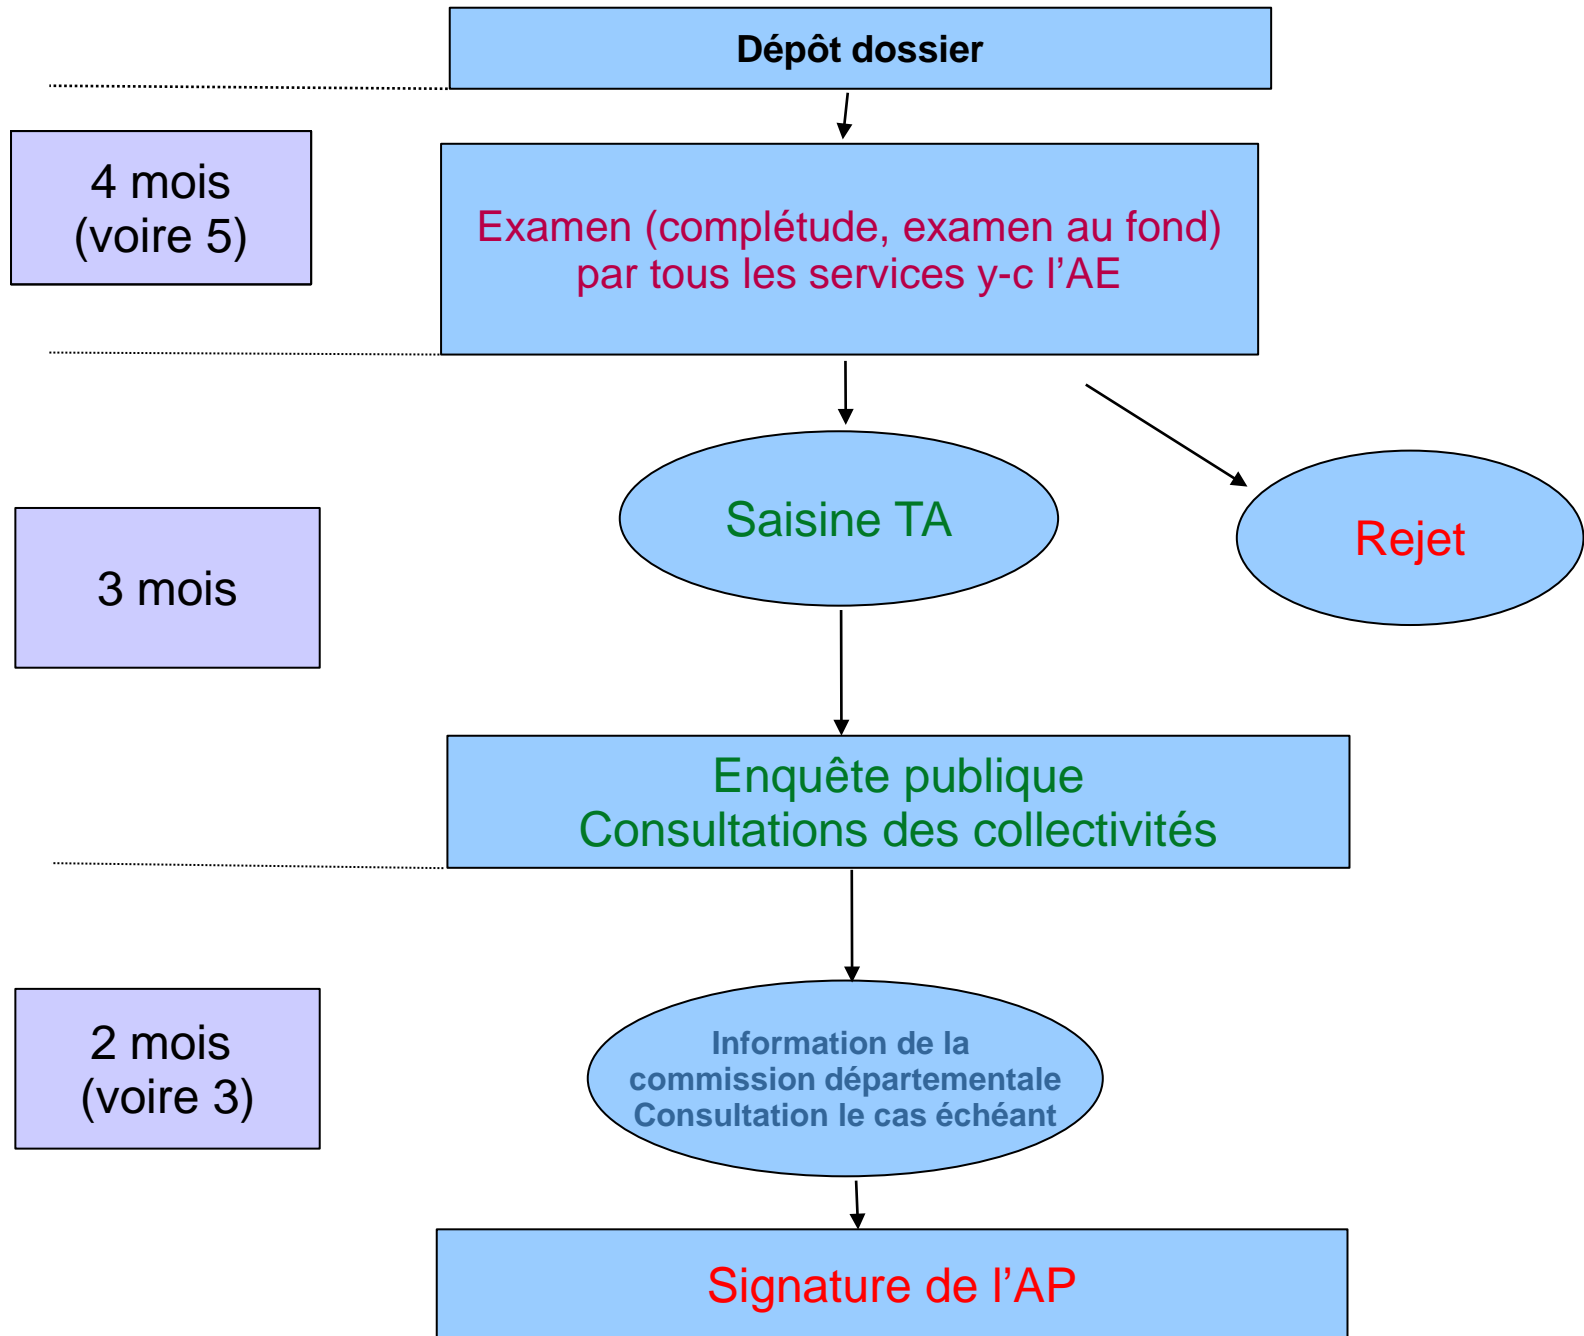 Dépôt dossier
4 mois
(voire 5)
Examen (complétude, examen au fond)
par tous les services y-c l’AE
Saisine TA
Rejet
3 mois
Enquête publique
Consultations des collectivités
2 mois
(voire 3)
Information de la
commission départementale
Consultation le cas échéant
Signature de l’AP